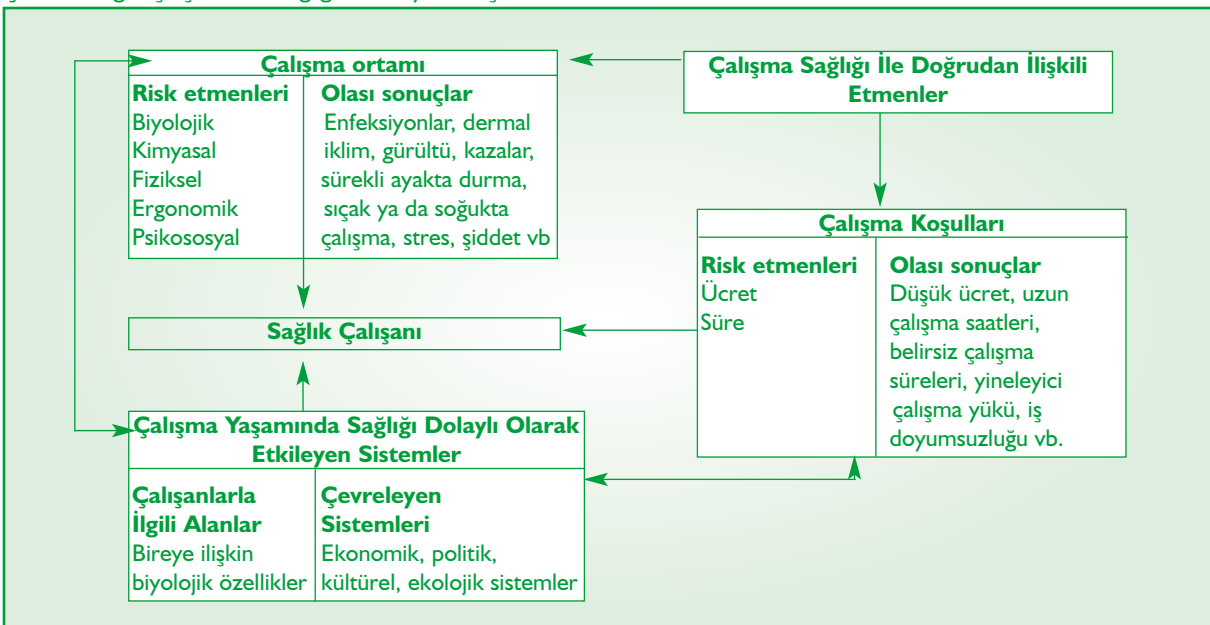 Çalışma ortamı
Risk etmenleri
Biyolojik
Kimyasal
Fiziksel
Ergonomik
Psikososyal
Olası sonuçlar
Enfeksiyonlar, dermal
iklim, gürültü, kazalar,
sürekli ayakta durma,
sıçak ya da soğukta
çalışma, stres, şiddet vb
Çalışma Sağlığı İle Doğrudan İlişkili
Etmenler
Çalışma Koşulları
Risk etmenleri
Ücret
Süre
Olası sonuçlar
Düşük ücret, uzun
çalışma saatleri,
belirsiz çalışma
süreleri, yineleyici
çalışma yükü, iş
doyumsuzluğu vb.
Sağlık Çalışanı
Çalışma Yaşamında Sağlığı Dolaylı Olarak
Etkileyen Sistemler
Çalışanlarla
İlgili Alanlar
Bireye ilişkin
biyolojik özellikler
Çevreleyen
Sistemleri
Ekonomik, politik,
kültürel, ekolojik sistemler